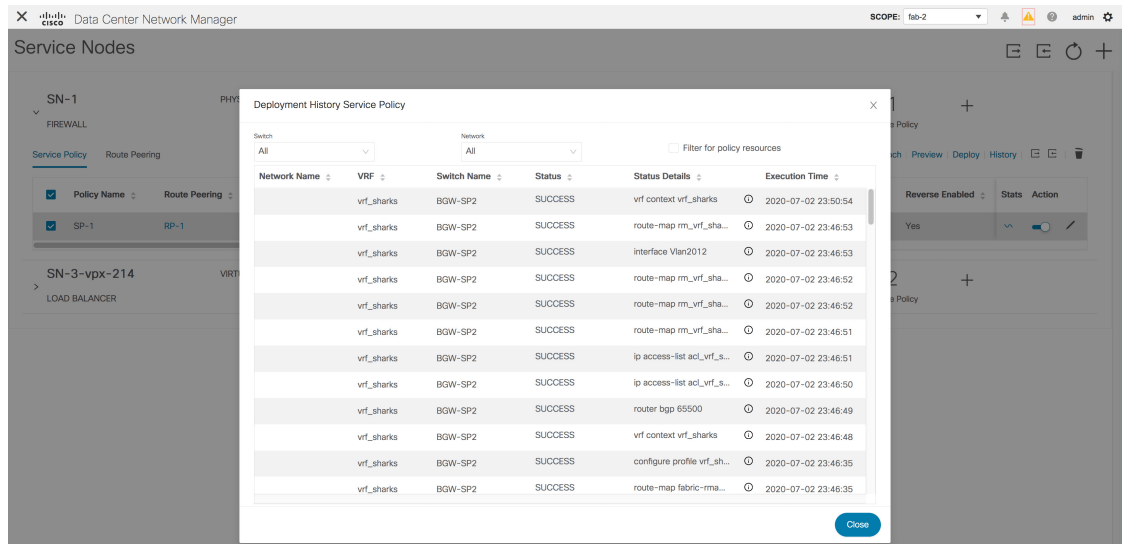 cisco Data Center Network Manager SCOPE: fab-2 admin
Service Nodes
SN-1
FIREWALL
Service Policy Route Peering
Preview Deploy History
Policy Name Route Peering Reverse Enabled Stats Action
SP-1 RP-1 Yes
SN-3-vpx-214
LOAD BALANCER
Policy
Policy
Deployment History Service Policy
Switch Network
All All Filter for policy resources
Network Name VRF Switch Name Status Status Details Execution Time
vrf_sharks BGW-SP2 SUCCESS vrf context vrf_sharks 2020-07-02 23:50:54
vrf_sharks BGW-SP2 SUCCESS route-map rm_vrf_sha... 2020-07-02 23:46:53
vrf_sharks BGW-SP2 SUCCESS interface Vlan2012 2020-07-02 23:46:53
vrf_sharks BGW-SP2 SUCCESS route-map rm_vrf_sha... 2020-07-02 23:46:52
vrf_sharks BGW-SP2 SUCCESS route-map rm_vrf_sha... 2020-07-02 23:46:52
vrf_sharks BGW-SP2 SUCCESS route-map rm_vrf_sha... 2020-07-02 23:46:51
vrf_sharks BGW-SP2 SUCCESS ip access-list acl_vrf_s... 2020-07-02 23:46:51
vrf_sharks BGW-SP2 SUCCESS ip access-list acl_vrf_s... 2020-07-02 23:46:50
vrf_sharks BGW-SP2 SUCCESS router bgp 65500 2020-07-02 23:46:49
vrf_sharks BGW-SP2 SUCCESS vrf context vrf_sharks 2020-07-02 23:46:48
vrf_sharks BGW-SP2 SUCCESS configure profile vrf_sh... 2020-07-02 23:46:35
vrf_sharks BGW-SP2 SUCCESS route-map fabric-rma... 2020-07-02 23:46:35
Close